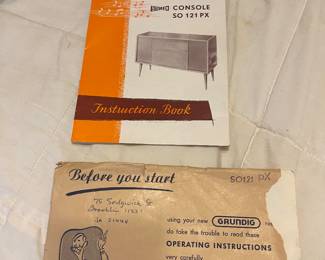 CONSOLE
SO 121 PX
Instruction Book
Before you start
SO121 PX
75 Sedgwick St
Brooklyn
using your new GRUNDIG
do take the trouble to read these
OPERATING INSTRUCTIONS
very carefully